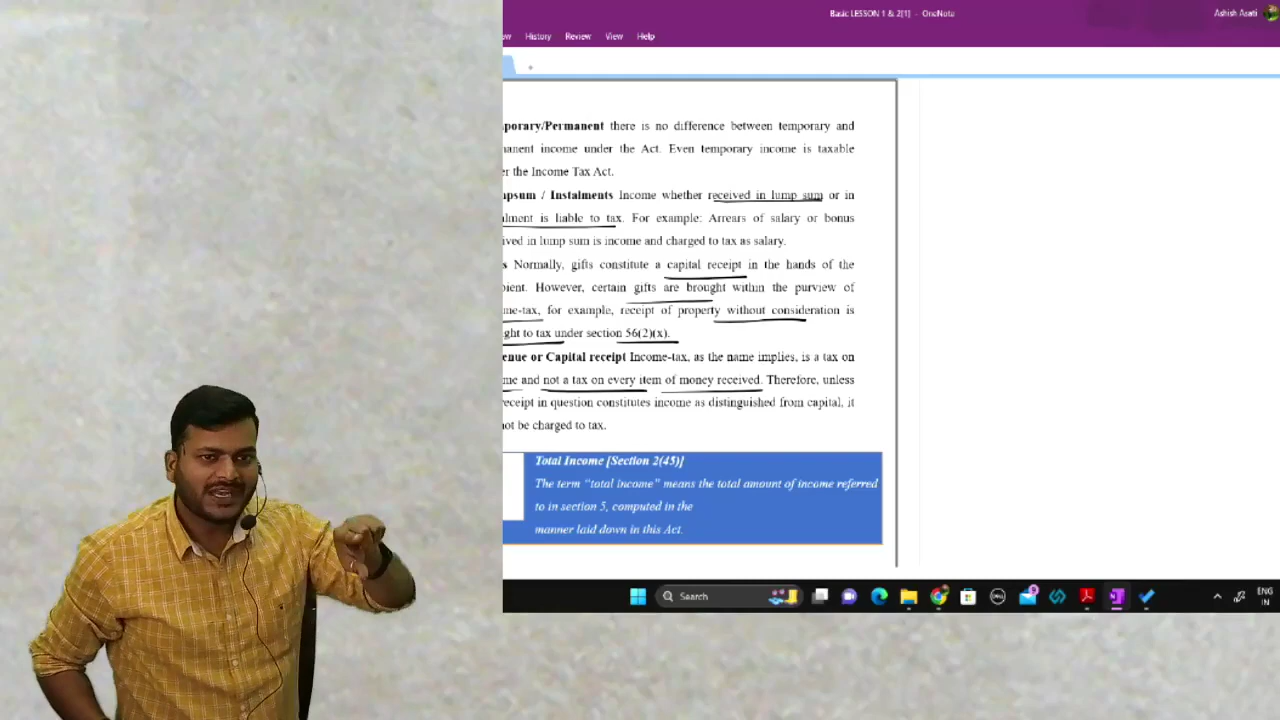 Basic LESSON 1 & 2[1] - OneNote
Ashish Asati
History Review View Help
porary/Permanent there is no difference between temporary and
nanent income under the Act. Even temporary income is taxable
er the Income Tax Act.
npsum / Instalments Income whether received in lump sum or in
lment is liable to tax. For example: Arrears of salary or bonus
ived in lump sum is income and charged to tax as salary.
s Normally, gifts constitute a capital receipt in the hands of the
pient. However, certain gifts are brought within the purview of
me-tax, for example, receipt of property without consideration is
ght to tax under section 56(2)(x).
enue or Capital receipt Income-tax, as the name implies, is a tax on
me and not a tax on every item of money received. Therefore, unless
receipt in question constitutes income as distinguished from capital, it
not be charged to tax.
Total Income [Section 2(45)]
The term “total income” means the total amount of income referred
to in section 5, computed in the
manner laid down in this Act.
Search
ENG
IN